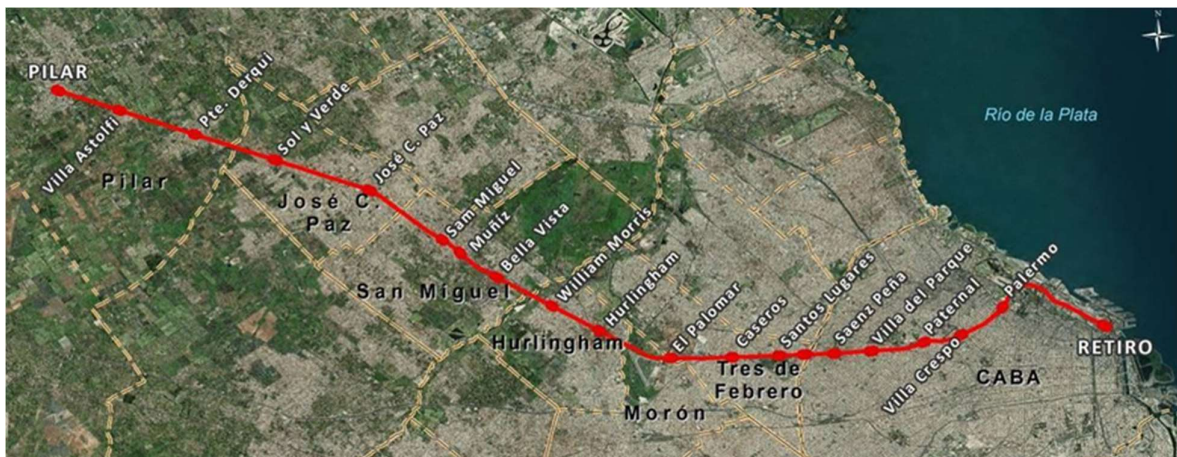 PILAR
Villa Astolfi
Pte. Derqui
Sol y Verde
José C. Paz
Sam Miguel
Muñíz
Bella Vista
William Morris
Hurlingham
El Palomar
Caseros
Santos Lugares
Saenz Peña
Villa del Parque
Paternal
Villa Crespo
Palermo
RETIRO
Río de la Plata
N
Pilar
José C.
Paz
San Miguel
Hurlingham
Morón
Tres de
Febrero
CABA